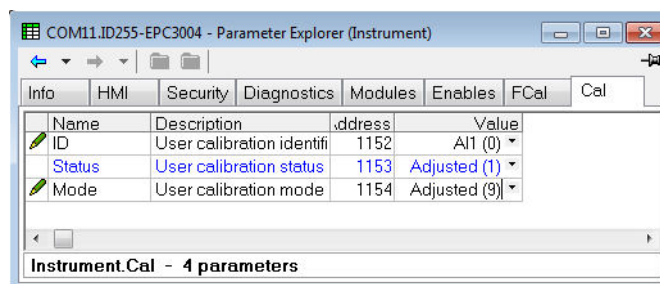 COM11.ID255-EPC3004 - Parameter Explorer (Instrument)
Info HMI Security Diagnostics Modules Enables FCal Cal
Name Description ddress Value
ID User calibration identifi 1152 AI1 (0)
Status User calibration status 1153 Adjusted (1)
Mode User calibration mode 1154 Adjusted (9)
Instrument.Cal - 4 parameters